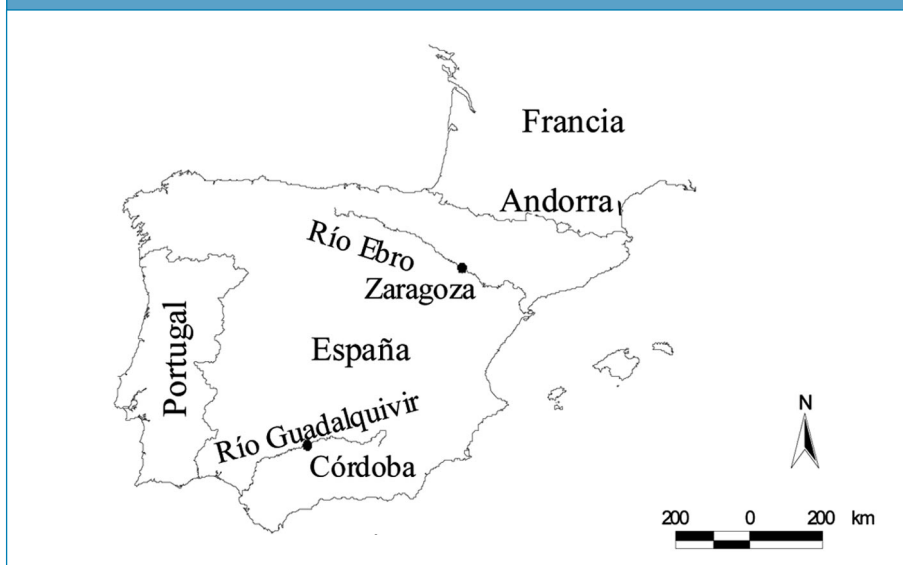 Francia
Andorra
Río Ebro
Zaragoza
Portugal
España
Río Guadalquivir
Córdoba
N
200 0 200 km